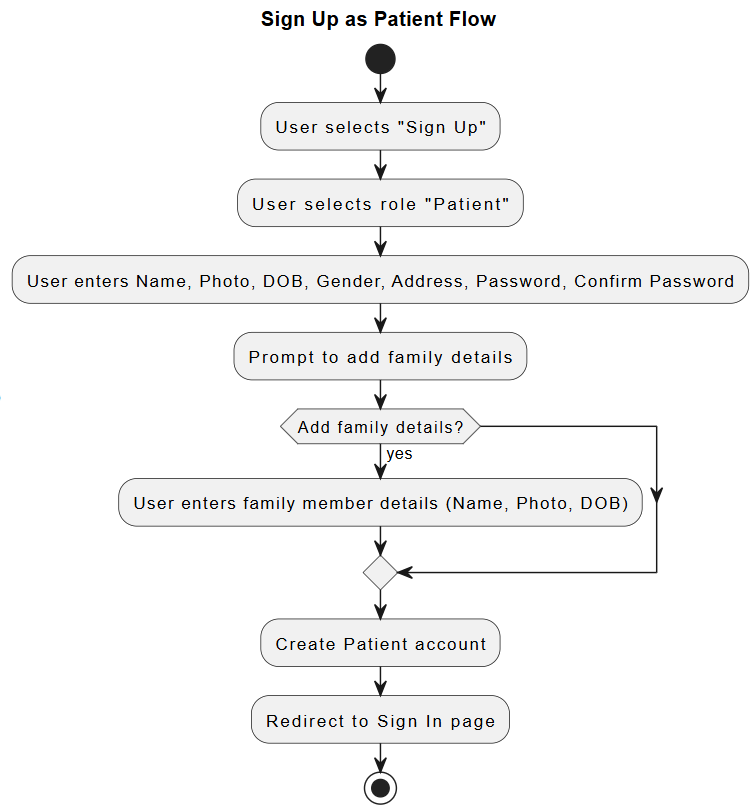 Sign Up as Patient Flow
User selects "Sign Up"
User selects role "Patient"
User enters Name, Photo, DOB, Gender, Address, Password, Confirm Password
Prompt to add family details
Add family details?
yes
User enters family member details (Name, Photo, DOB)
Create Patient account
Redirect to Sign In page